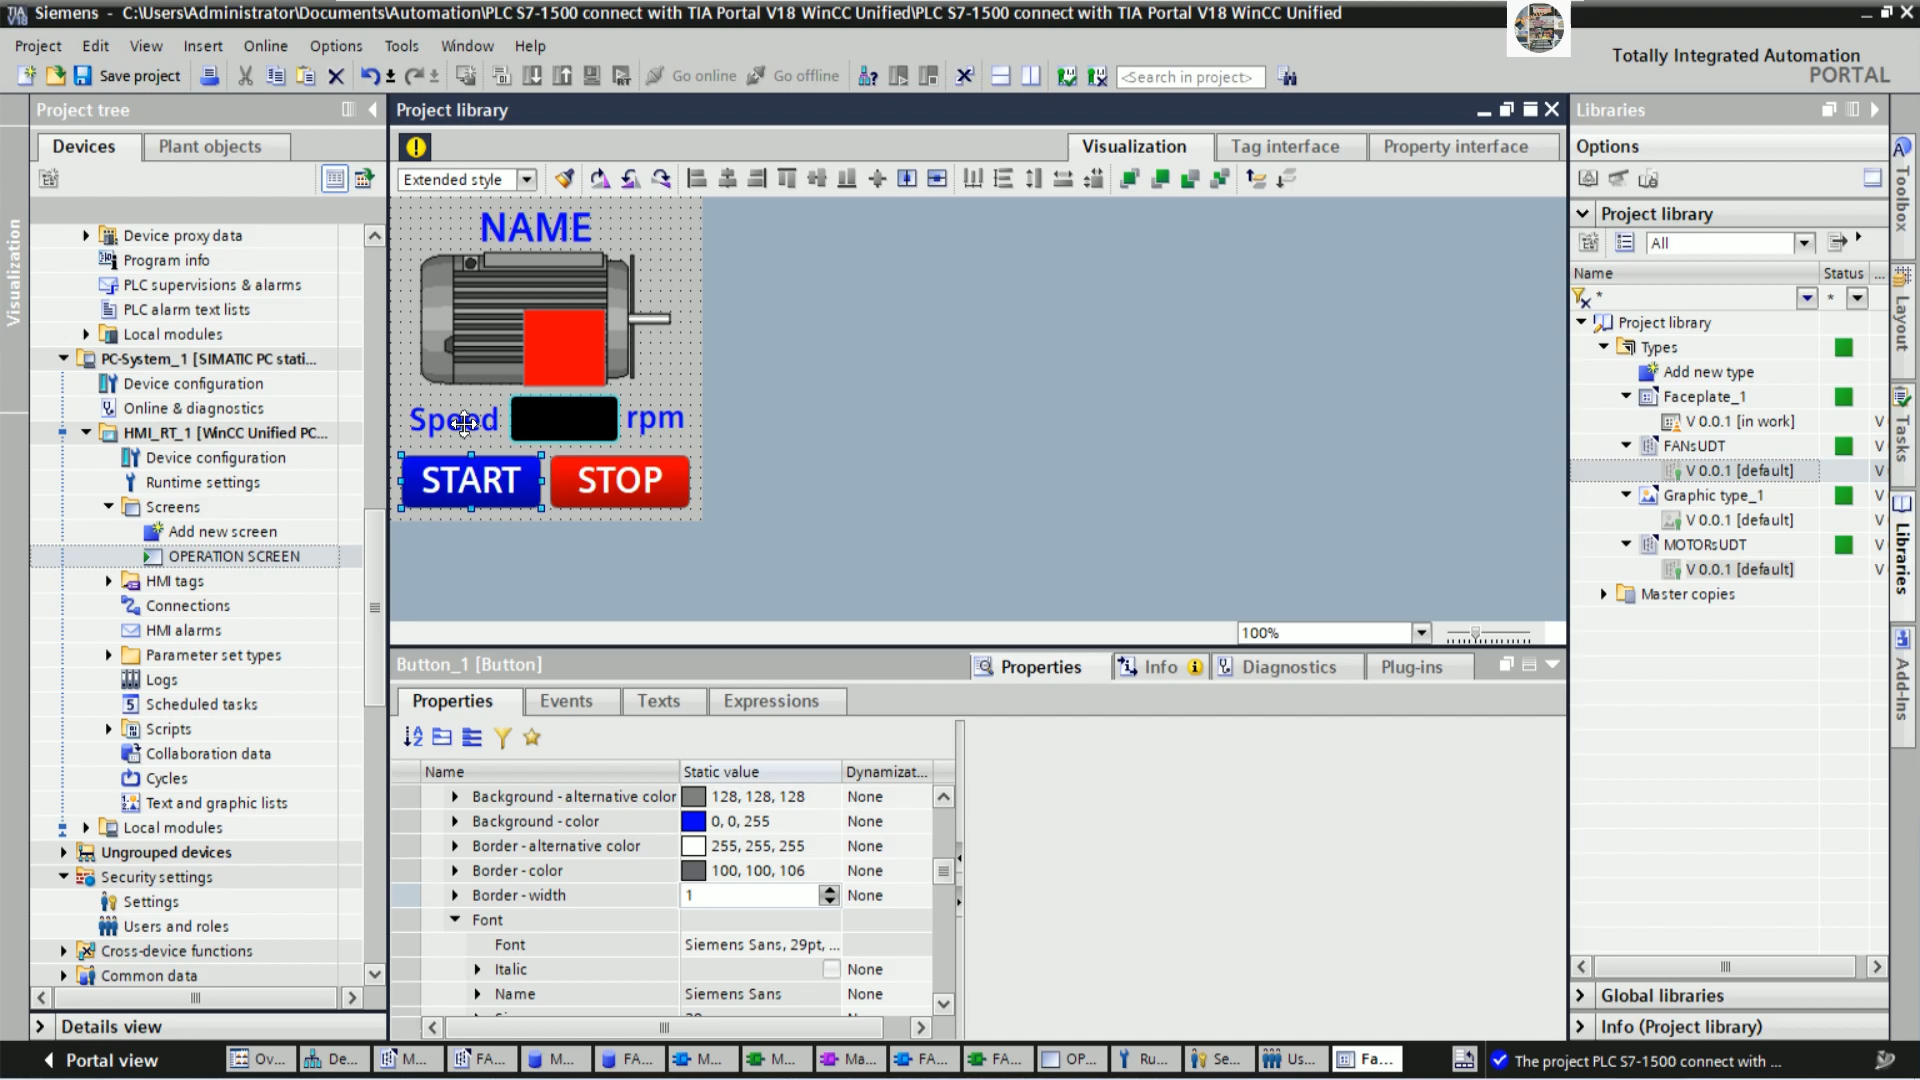 Siemens - C:\Users\Administrator\Documents\Automation\PLC S7-1500 connect with TIA Portal V18 WinCC Unified\PLC S7-1500 connect with TIA Portal V18 WinCC Unified
Project Edit View Insert Online Options Tools Window Help
Totally Integrated Automation
PORTAL
Save project
Go online
Go offline
<Search in project>
Project tree
Devices
Plant objects
Visualization
Device proxy data
Program info
PLC supervisions & alarms
PLC alarm text lists
Local modules
PC-System_1 [SIMATIC PC stati...
Device configuration
Online & diagnostics
HMI_RT_1 [WinCC Unified PC...
Device configuration
Runtime settings
Screens
Add new screen
OPERATION SCREEN
HMI tags
Connections
HMI alarms
Parameter set types
Logs
Scheduled tasks
Scripts
Collaboration data
Cycles
Text and graphic lists
Local modules
Ungrouped devices
Security settings
Settings
Users and roles
Cross-device functions
Common data
Details view
Project library
Visualization
Tag interface
Property interface
Extended style
NAME
Speed
rpm
START
STOP
100%
Button_1 [Button]
Properties
Info
Diagnostics
Plug-ins
Properties
Events
Texts
Expressions
Name Static value Dynamizat...
Background - alternative color 128, 128, 128 None
Background - color 0, 0, 255 None
Border - alternative color 255, 255, 255 None
Border - color 100, 100, 106 None
Border - width 1 None
Font
Font Siemens Sans, 29pt, ...
Italic None
Name Siemens Sans None
Libraries
Options
Project library
All
Name Status ...
* *
Project library
Types
Add new type
Faceplate_1
V 0.0.1 [in work] V
FANsUDT
V 0.0.1 [default] V
Graphic type_1 V
V 0.0.1 [default] V
MOTORsUDT V
V 0.0.1 [default] V
Master copies
Global libraries
Info (Project library)
Toolbox
Layout
Tasks
Libraries
Add-Ins
Portal view
Ov...
De...
M...
FA...
M...
FA...
M...
M...
Ma...
FA...
FA...
OP...
Ru...
Se...
Us...
Fa...
The project PLC S7-1500 connect with ...